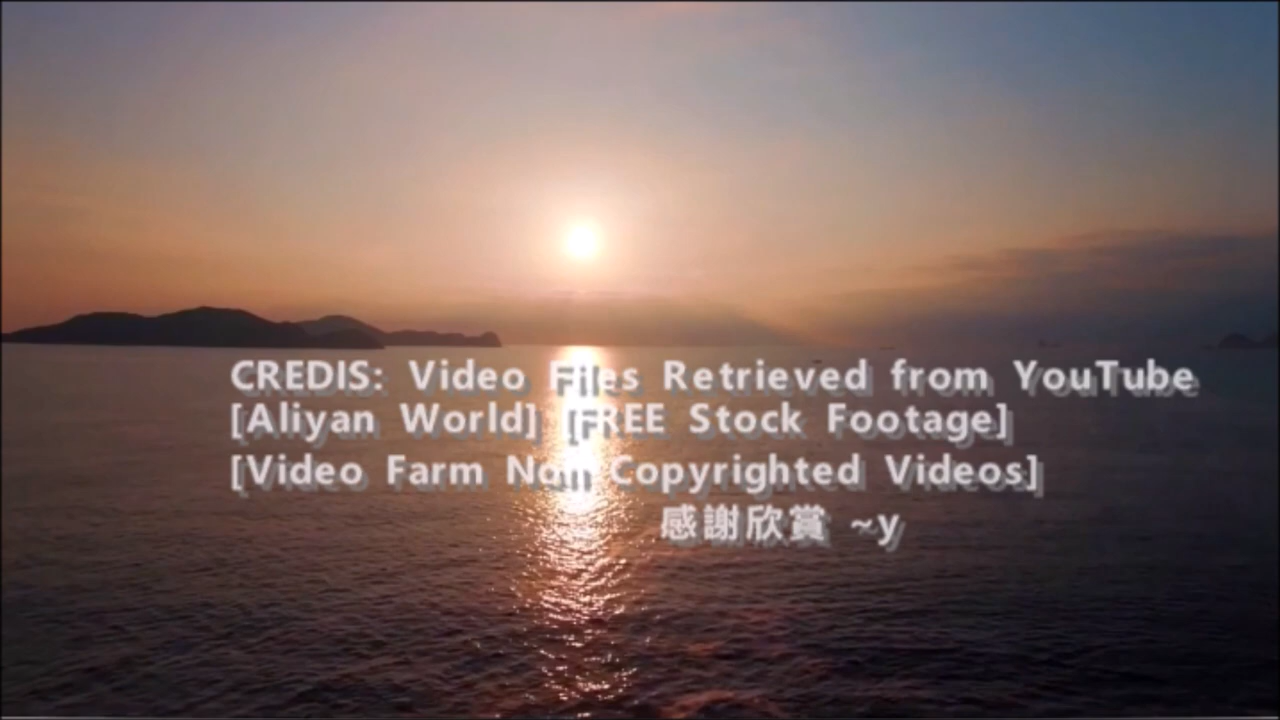 CREDIS: Video Files Retrieved from YouTube
[Aliyan World] [FREE Stock Footage]
[Video Farm Non Copyrighted Videos]
感謝欣賞 ~y